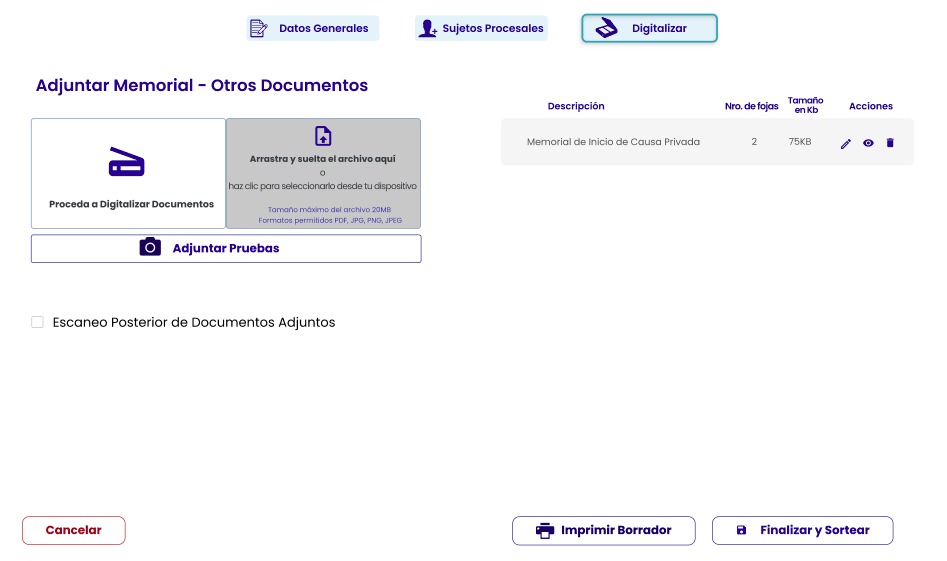 Datos Generales
Sujetos Procesales
Digitalizar
Adjuntar Memorial - Otros Documentos
Descripción
Nro. de fojas
Tamaño
en Kb
Acciones
Memorial de Inicio de Causa Privada
2
75KB
Proceda a Digitalizar Documentos
Arrastra y suelta el archivo aquí
o
haz clic para seleccionarlo desde tu dispositivo
Tamaño máximo del archivo 20MB
Formatos permitidos PDF, JPG, PNG, JPEG
Adjuntar Pruebas
Escaneo Posterior de Documentos Adjuntos
Cancelar
Imprimir Borrador
Finalizar y Sortear